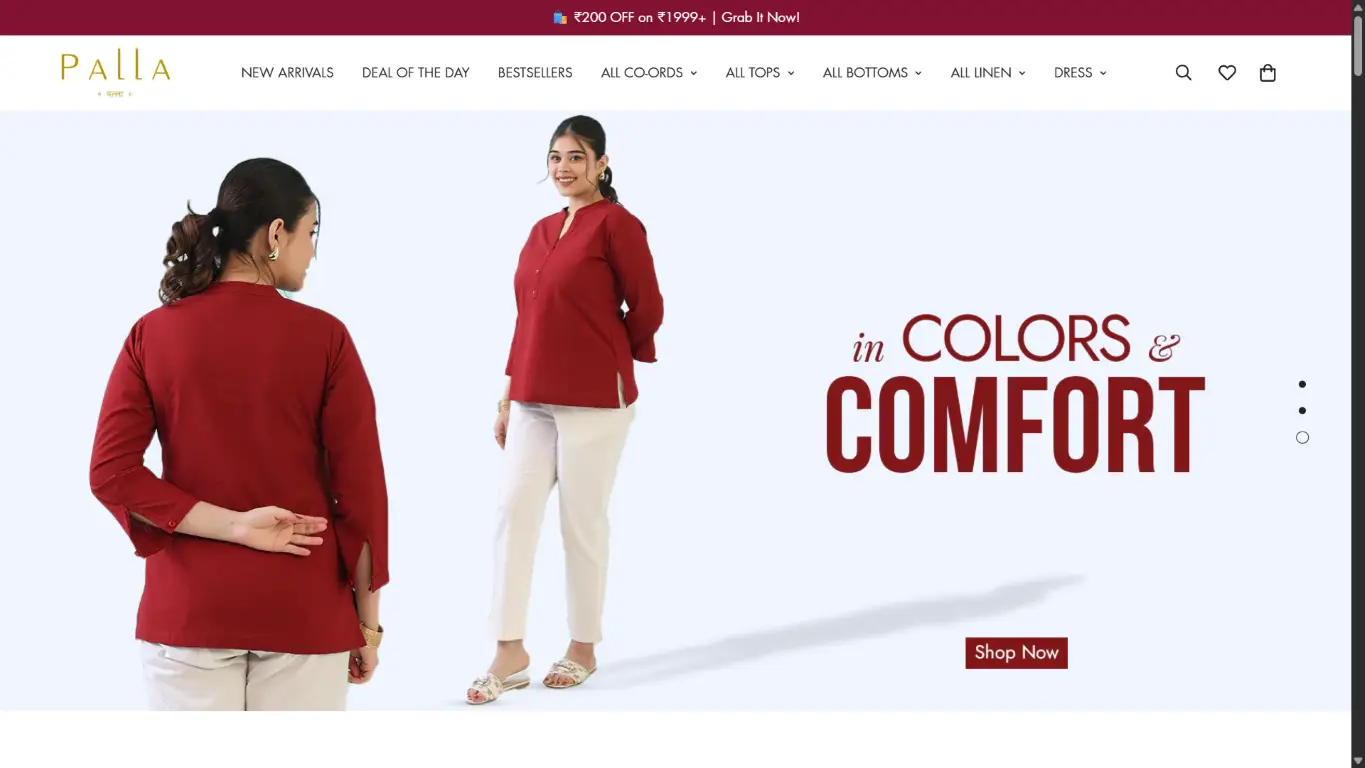 ₹200 OFF on ₹1999+ | Grab It Now!
PALLA
पल्ला
NEW ARRIVALS DEAL OF THE DAY BESTSELLERS ALL CO-ORDS ALL TOPS ALL BOTTOMS ALL LINEN DRESS
in COLORS &
COMFORT
Shop Now